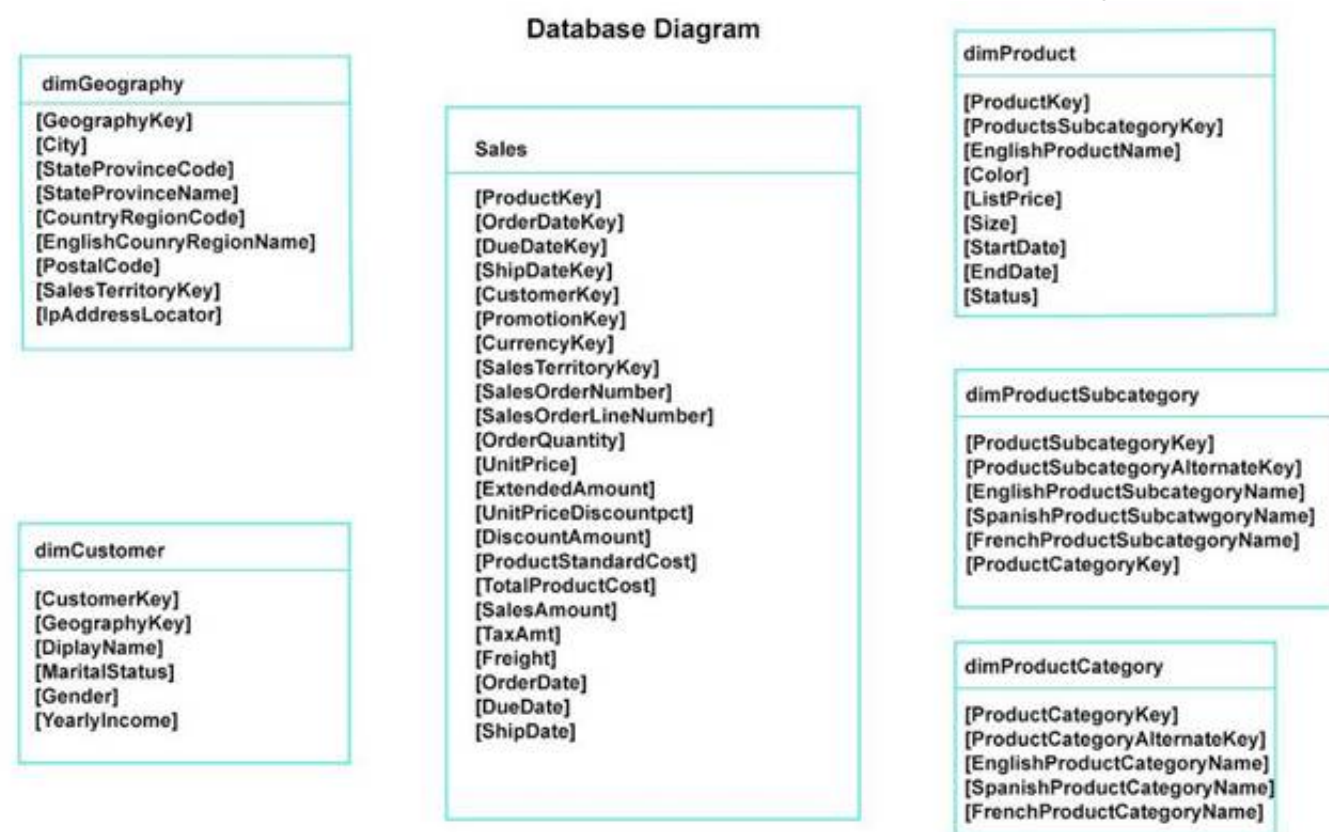 Database Diagram
dimGeography
[GeographyKey]
[City]
[StateProvinceCode]
[StateProvinceName]
[CountryRegionCode]
[EnglishCounryRegionName]
[PostalCode]
[SalesTerritoryKey]
[IpAddressLocator]
dimCustomer
[CustomerKey]
[GeographyKey]
[DiplayName]
[MaritalStatus]
[Gender]
[YearlyIncome]
Sales
[ProductKey]
[OrderDateKey]
[DueDateKey]
[ShipDateKey]
[CustomerKey]
[PromotionKey]
[CurrencyKey]
[SalesTerritoryKey]
[SalesOrderNumber]
[SalesOrderLineNumber]
[OrderQuantity]
[UnitPrice]
[ExtendedAmount]
[UnitPriceDiscountpct]
[DiscountAmount]
[ProductStandardCost]
[TotalProductCost]
[SalesAmount]
[TaxAmt]
[Freight]
[OrderDate]
[DueDate]
[ShipDate]
dimProduct
[ProductKey]
[ProductsSubcategoryKey]
[EnglishProductName]
[Color]
[ListPrice]
[Size]
[StartDate]
[EndDate]
[Status]
dimProductSubcategory
[ProductSubcategoryKey]
[ProductSubcategoryAlternateKey]
[EnglishProductSubcategoryName]
[SpanishProductSubcatwgoryName]
[FrenchProductSubcategoryName]
[ProductCategoryKey]
dimProductCategory
[ProductCategoryKey]
[ProductCategoryAlternateKey]
[EnglishProductCategoryName]
[SpanishProductCategoryName]
[FrenchProductCategoryName]